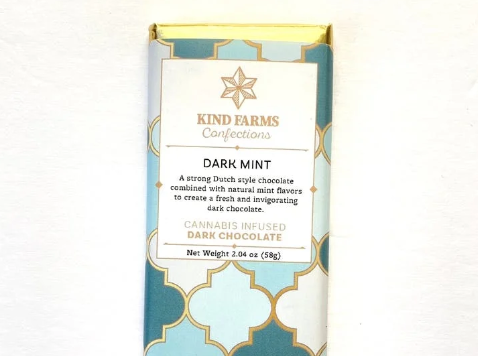 KIND FARMS
Confections
DARK MINT
A strong Dutch style chocolate
combined with natural mint flavors
to create a fresh and invigorating
dark chocolate.
CANNABIS INFUSED
DARK CHOCOLATE
Net Weight 2.04 oz (58g)